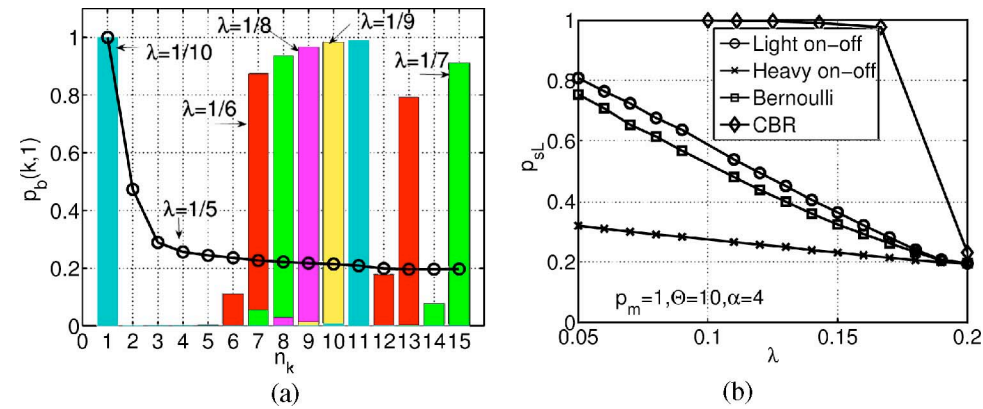 1
0.8
0.6
0.4
0.2
0
p_b(k,1)
λ=1/10
λ=1/8
λ=1/9
λ=1/7
λ=1/6
λ=1/5
0 1 2 3 4 5 6 7 8 9 10 11 12 13 14 15
n_k
(a)
1
0.8
0.6
0.4
0.2
0
p_sL
Light on-off
Heavy on-off
Bernoulli
CBR
p_m=1,Θ=10,α=4
0.05 0.1 0.15 0.2
λ
(b)